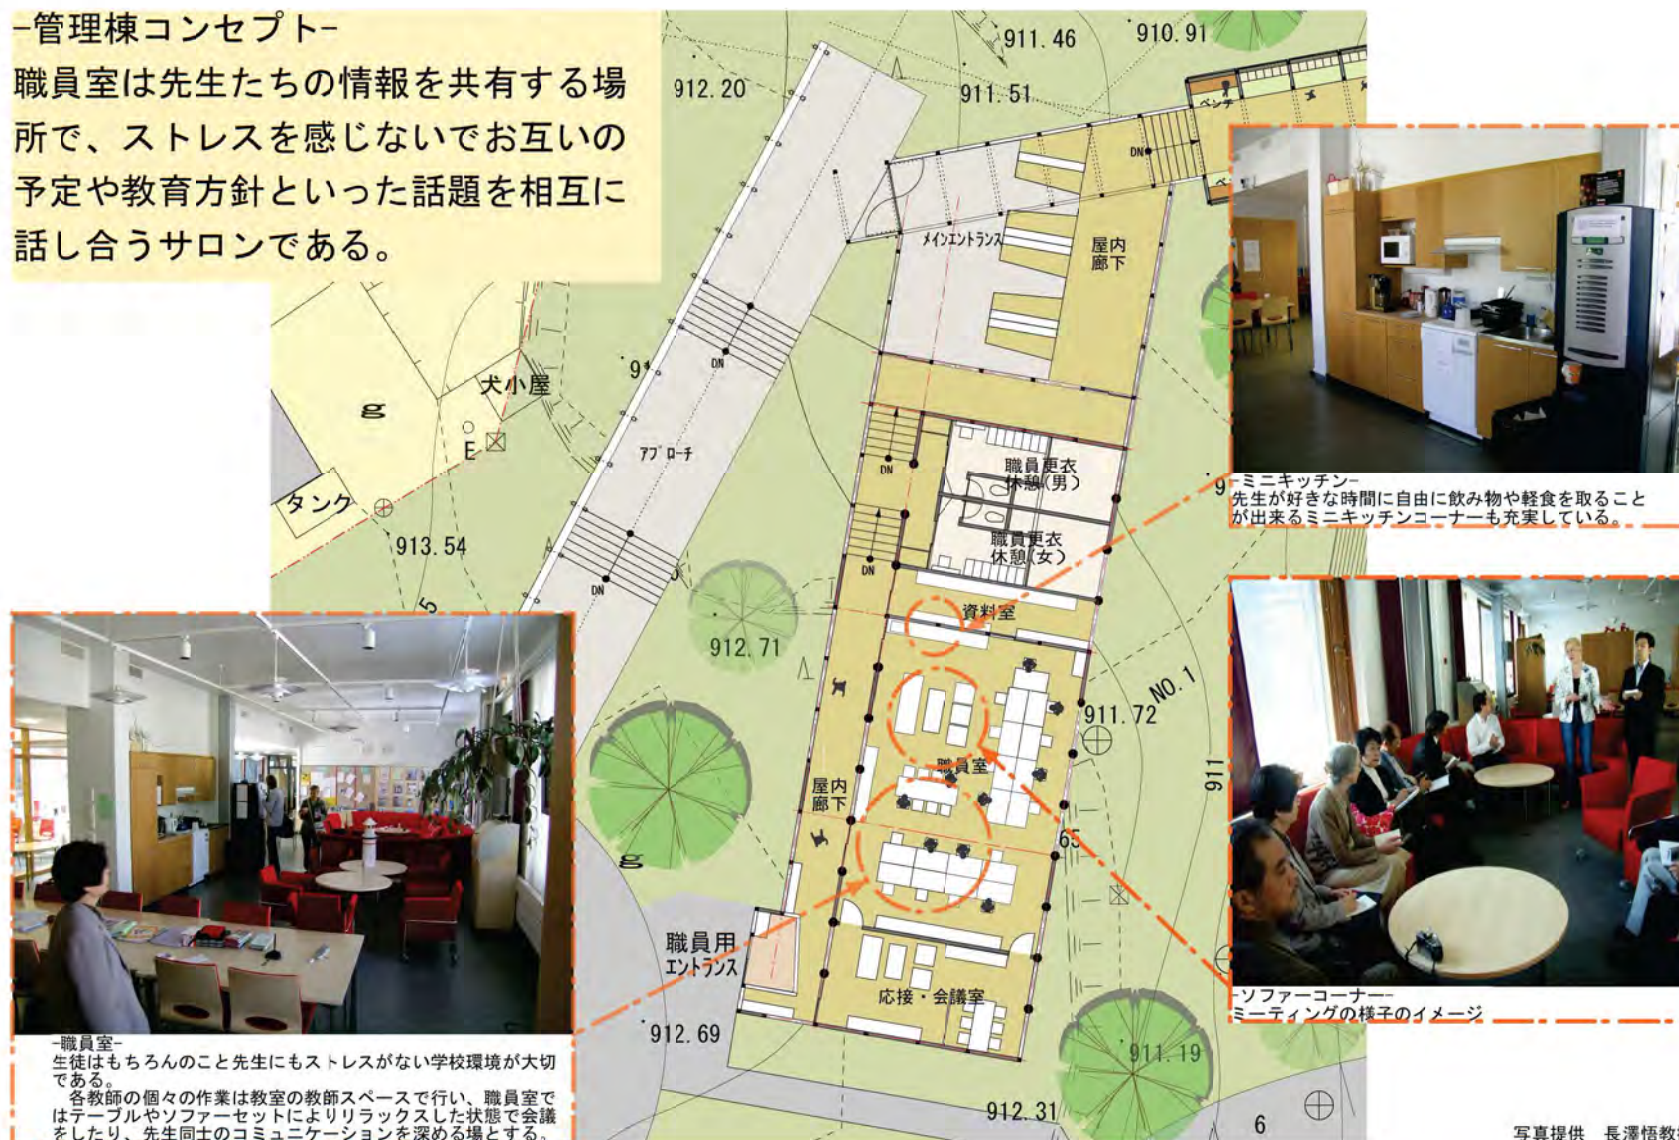 -管理棟コンセプト-
職員室は先生たちの情報を共有する場
所で、ストレスを感じないでお互いの
予定や教育方針といった話題を相互に
話し合うサロンである。
912.20
911.46
910.91
911.51
ベンチ
DN
メインエントランス
屋内
廊下
-ミニキッチン-
先生が好きな時間に自由に飲み物や軽食を取ること
が出来るミニキッチンコーナーも充実している。
犬小屋
g
E
タンク
913.54
DN
アプローチ
DN
DN
職員更衣
休憩(男)
職員更衣
休憩(女)
DN
資料室
912.71
NO.1
911.72
911
職員室
屋内
廊下
65
g
職員用
エントランス
応接・会議室
912.69
911.19
912.31
6
-ソファーコーナー-
ミーティングの様子のイメージ
-職員室-
生徒はもちろんのこと先生にもストレスがない学校環境が大切
である。
各教師の個々の作業は教室の教師スペースで行い、職員室で
はテーブルやソファーセットによりリラックスした状態で会議
をしたり、先生同士のコミュニケーションを深める場とする。
写真提供 長澤悟教